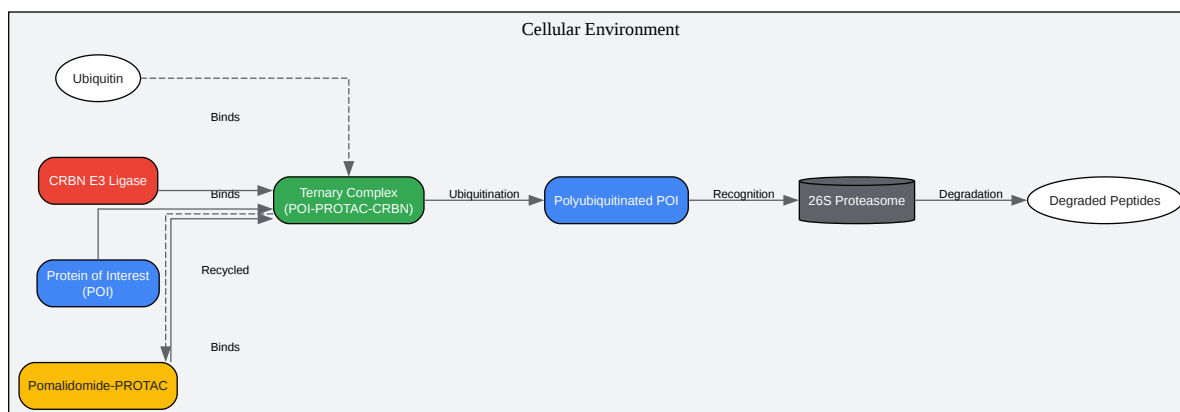 Cellular Environment
Ubiquitin
Binds
CRBN E3 Ligase
Binds
Ternary Complex
(POI-PROTAC-CRBN)
Ubiquitination
Polyubiquitinated POI
Recognition
26S Proteasome
Degradation
Degraded Peptides
Protein of Interest
(POI)
Recycled
Binds
Pomalidomide-PROTAC